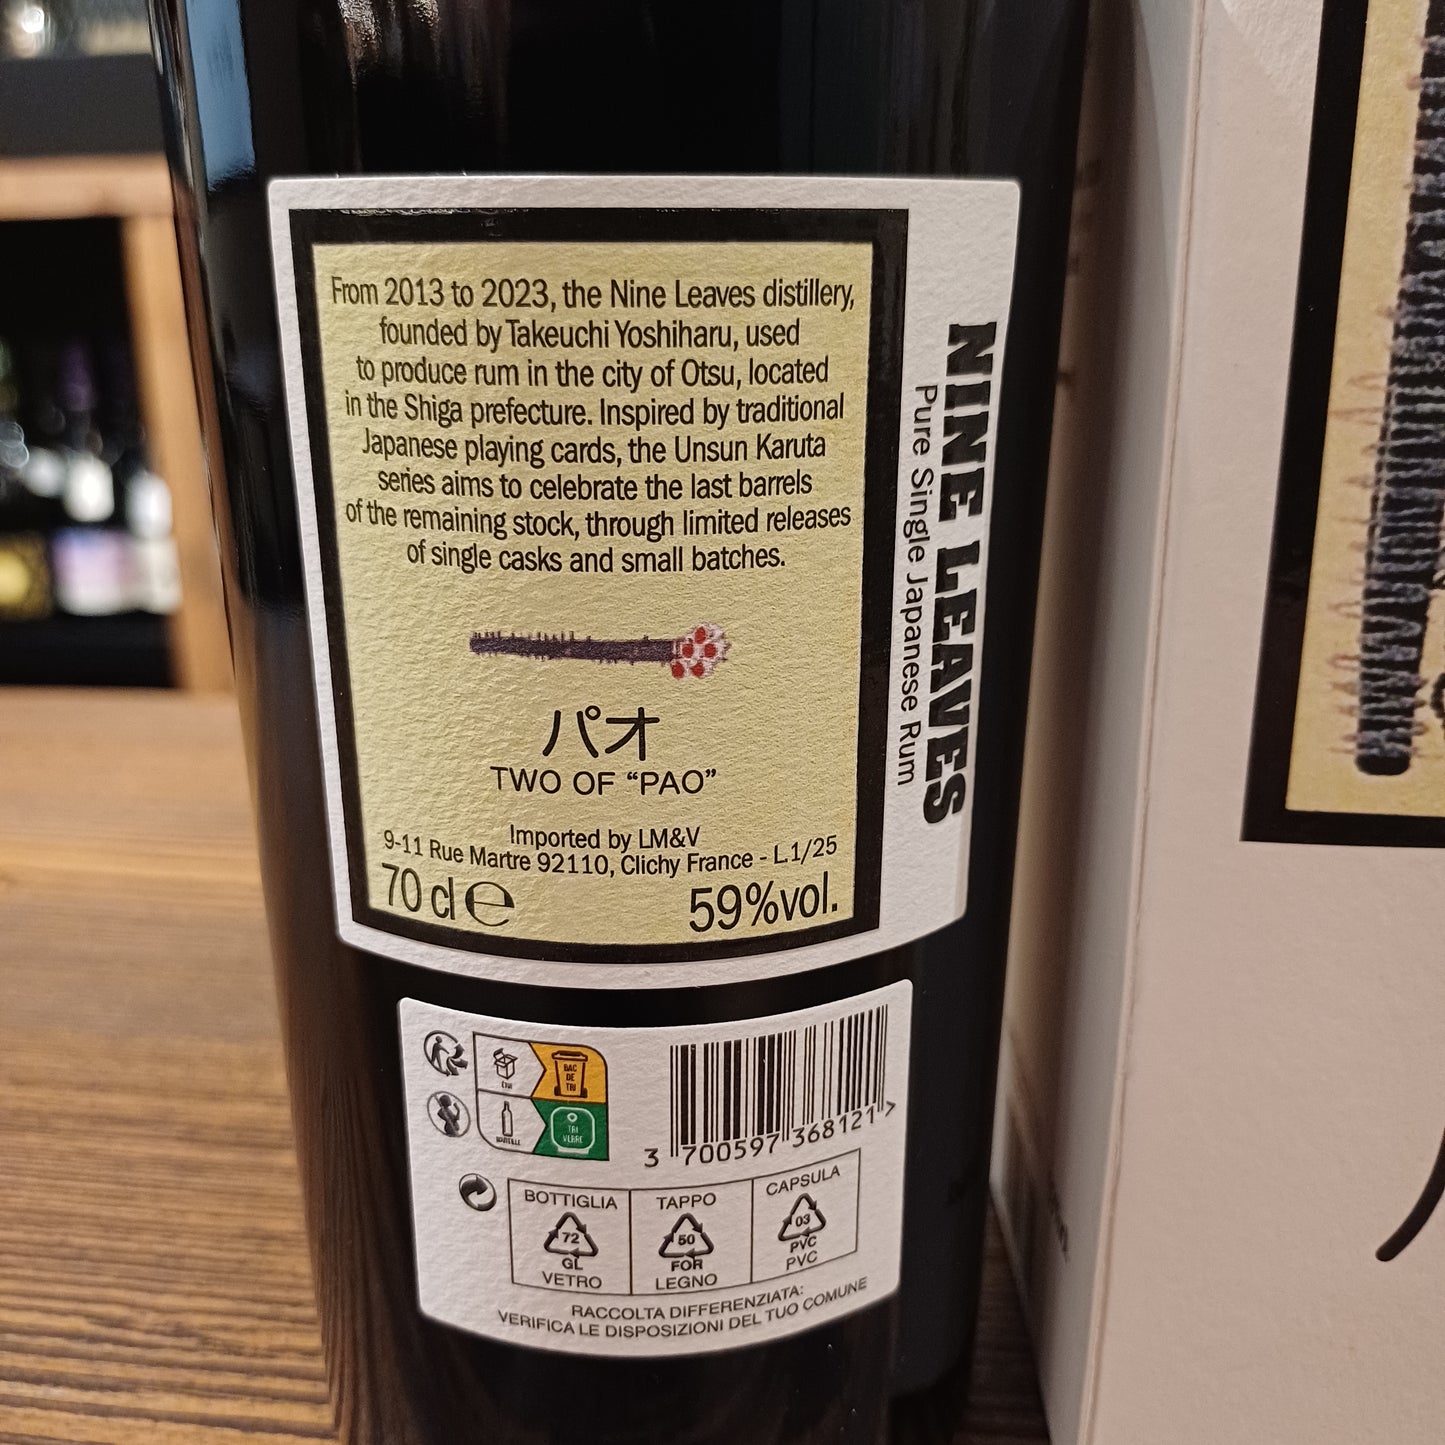 From 2013 to 2023, the Nine Leaves distillery,
founded by Takeuchi Yoshiharu, used
to produce rum in the city of Otsu, located
in the Shiga prefecture. Inspired by traditional
Japanese playing cards, the Unsun Karuta
series aims to celebrate the last barrels
of the remaining stock, through limited releases
of single casks and small batches.
パオ
TWO OF “PAO”
Imported by LM&V
9-11 Rue Martre 92110, Clichy France - L.1/25
70 cl e
59%vol.
NINE LEAVES
Pure Single Japanese Rum
ÉTUI
BAC
DE
TRI
BOUTEILLE
TRI
VERRE
3 700597 368121 >
BOTTIGLIA
72
GL
VETRO
TAPPO
50
FOR
LEGNO
CAPSULA
03
PVC
PVC
RACCOLTA DIFFERENZIATA:
VERIFICA LE DISPOSIZIONI DEL TUO COMUNE